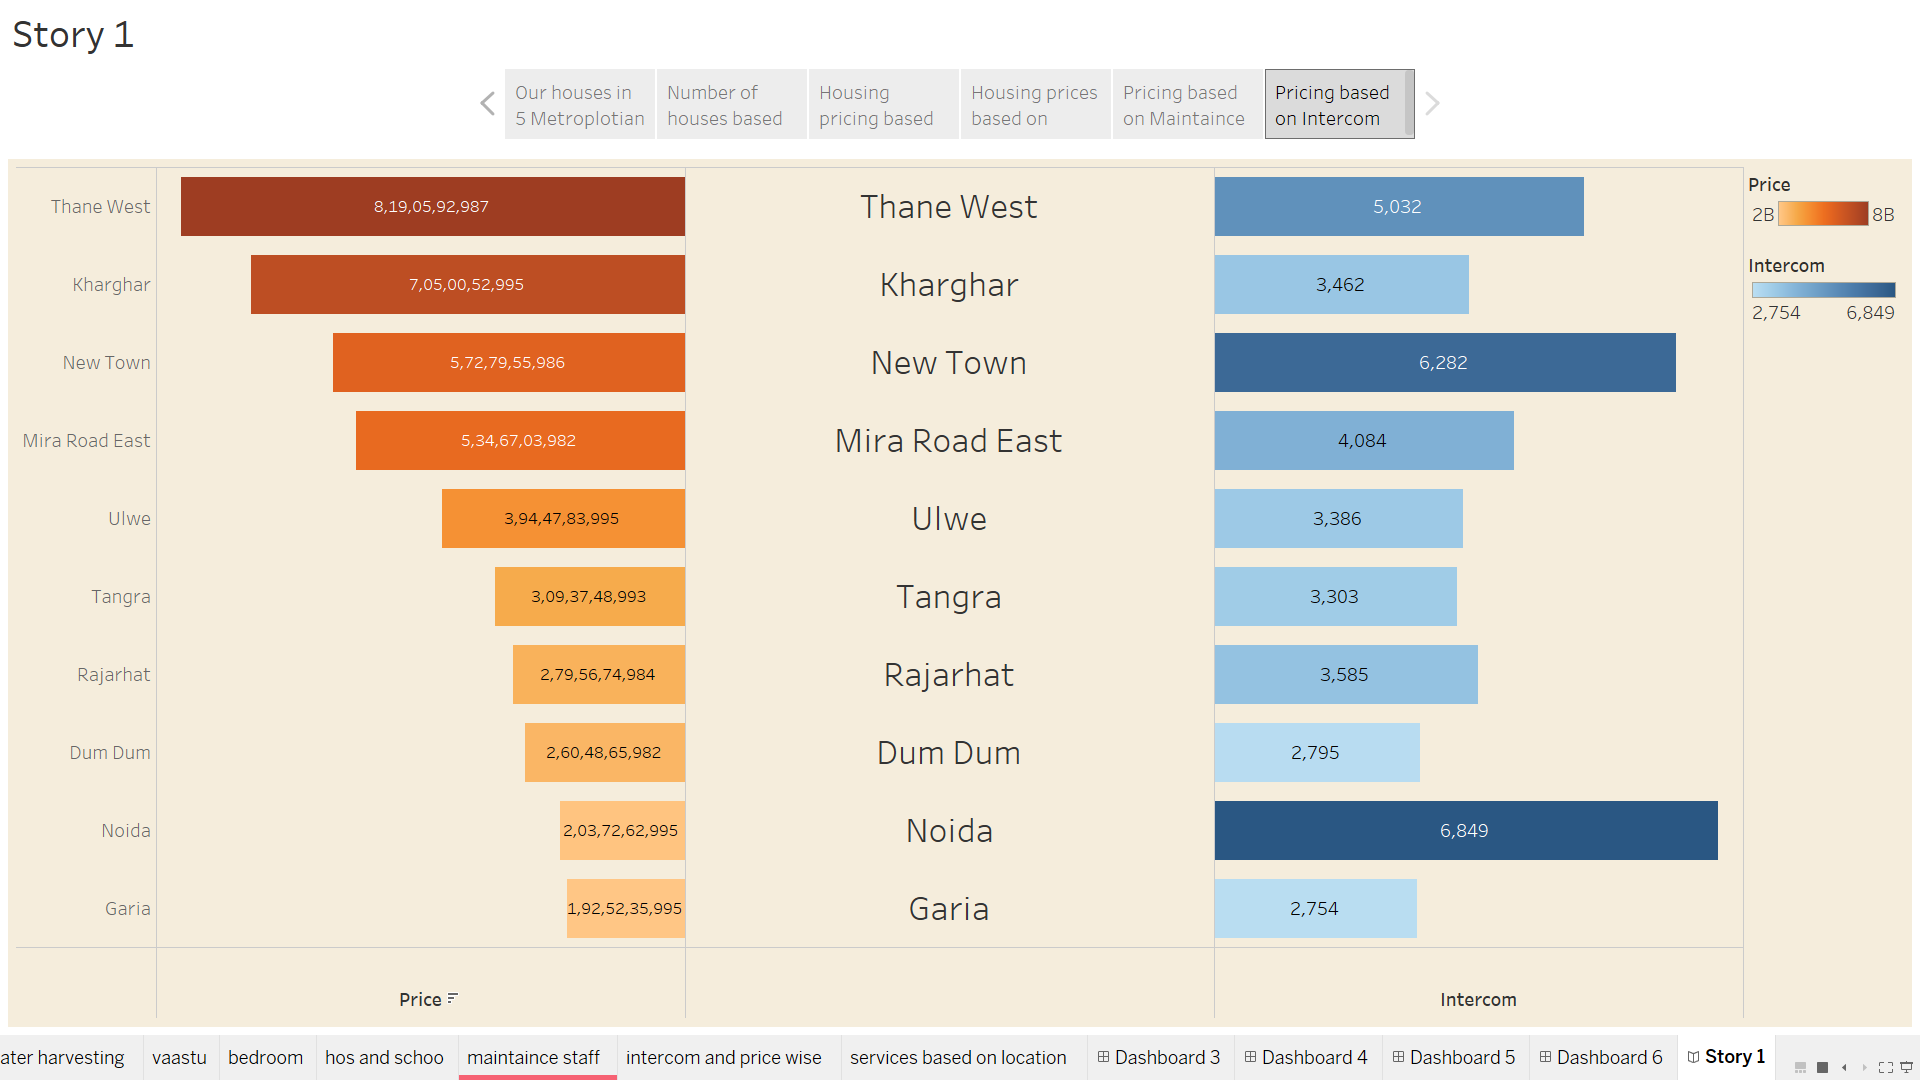 Story 1
Our houses in
5 Metroplotian
Number of
houses based
Housing
pricing based
Housing prices
based on
Pricing based
on Maintaince
Pricing based
on Intercom
Thane West 8,19,05,92,987 Thane West 5,032
Kharghar 7,05,00,52,995 Kharghar 3,462
New Town 5,72,79,55,986 New Town 6,282
Mira Road East 5,34,67,03,982 Mira Road East 4,084
Ulwe 3,94,47,83,995 Ulwe 3,386
Tangra 3,09,37,48,993 Tangra 3,303
Rajarhat 2,79,56,74,984 Rajarhat 3,585
Dum Dum 2,60,48,65,982 Dum Dum 2,795
Noida 2,03,72,62,995 Noida 6,849
Garia 1,92,52,35,995 Garia 2,754
Price Intercom
Price
2B 8B
Intercom
2,754 6,849
ater harvesting vaastu bedroom hos and schoo maintaince staff intercom and price wise services based on location Dashboard 3 Dashboard 4 Dashboard 5 Dashboard 6 Story 1